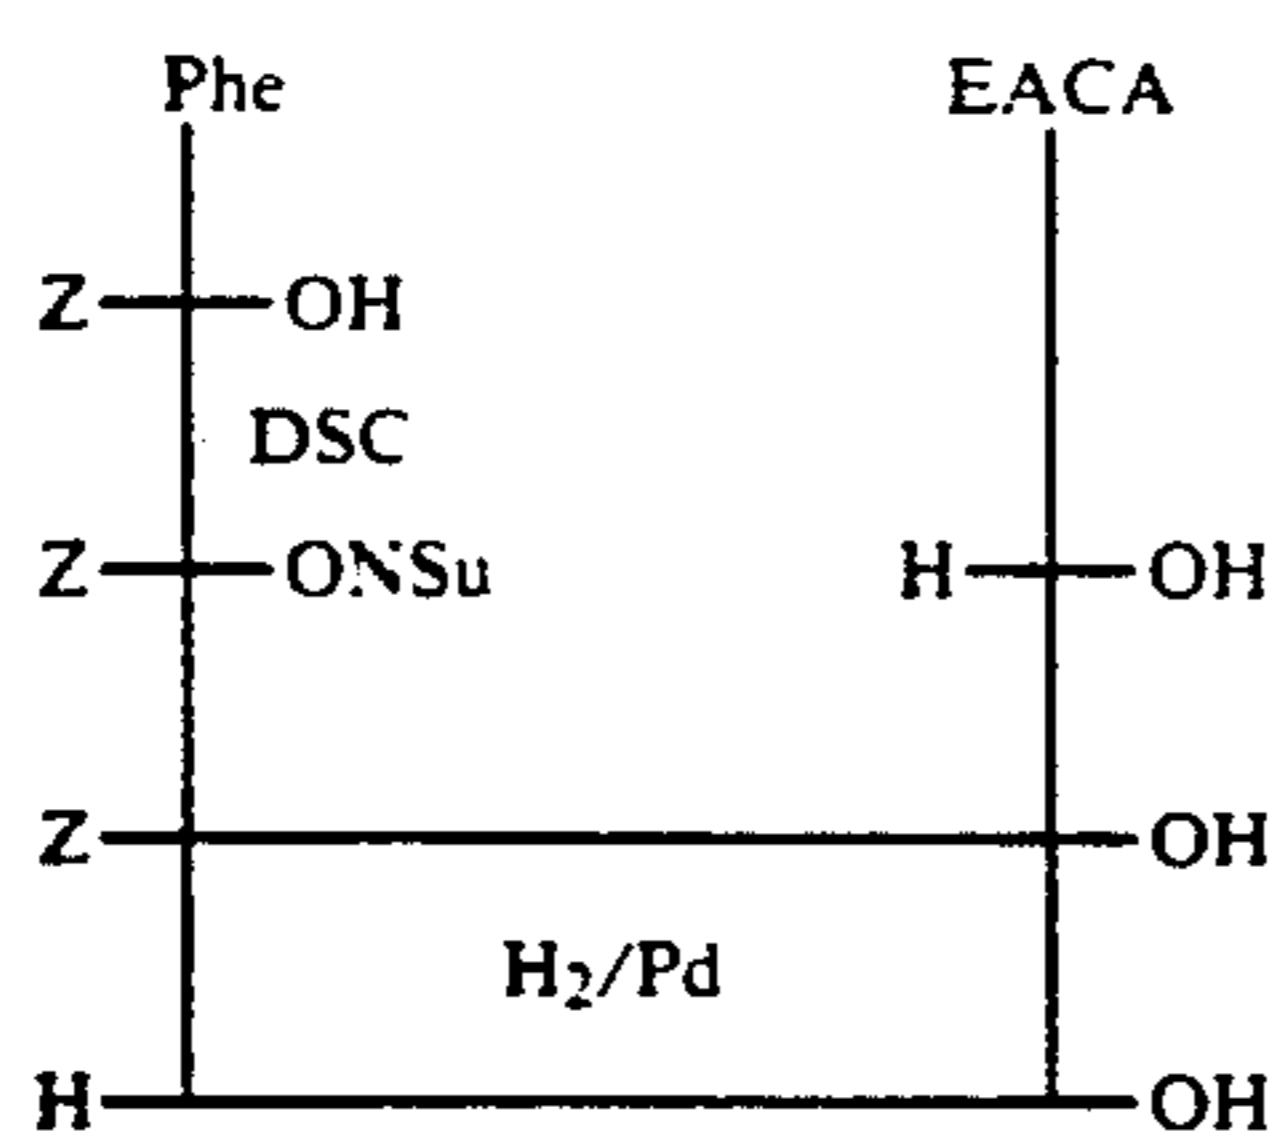 Phe EACA
Z OH
DSC
Z ONSu H OH
Z OH
H₂/Pd
H OH